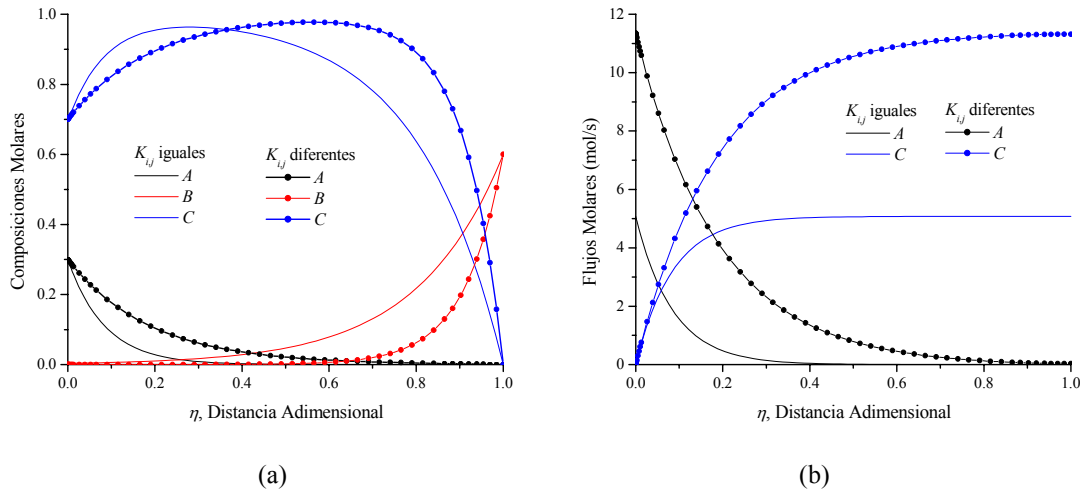 1.0
0.8
0.6
0.4
0.2
0.0
0.0 0.2 0.4 0.6 0.8 1.0
Composiciones Molares
η, Distancia Adimensional
K_{i,j} iguales
A
B
C
K_{i,j} diferentes
A
B
C
(a)
12
10
8
6
4
2
0
0.0 0.2 0.4 0.6 0.8 1.0
Flujos Molares (mol/s)
η, Distancia Adimensional
K_{i,j} iguales
A
C
K_{i,j} diferentes
A
C
(b)